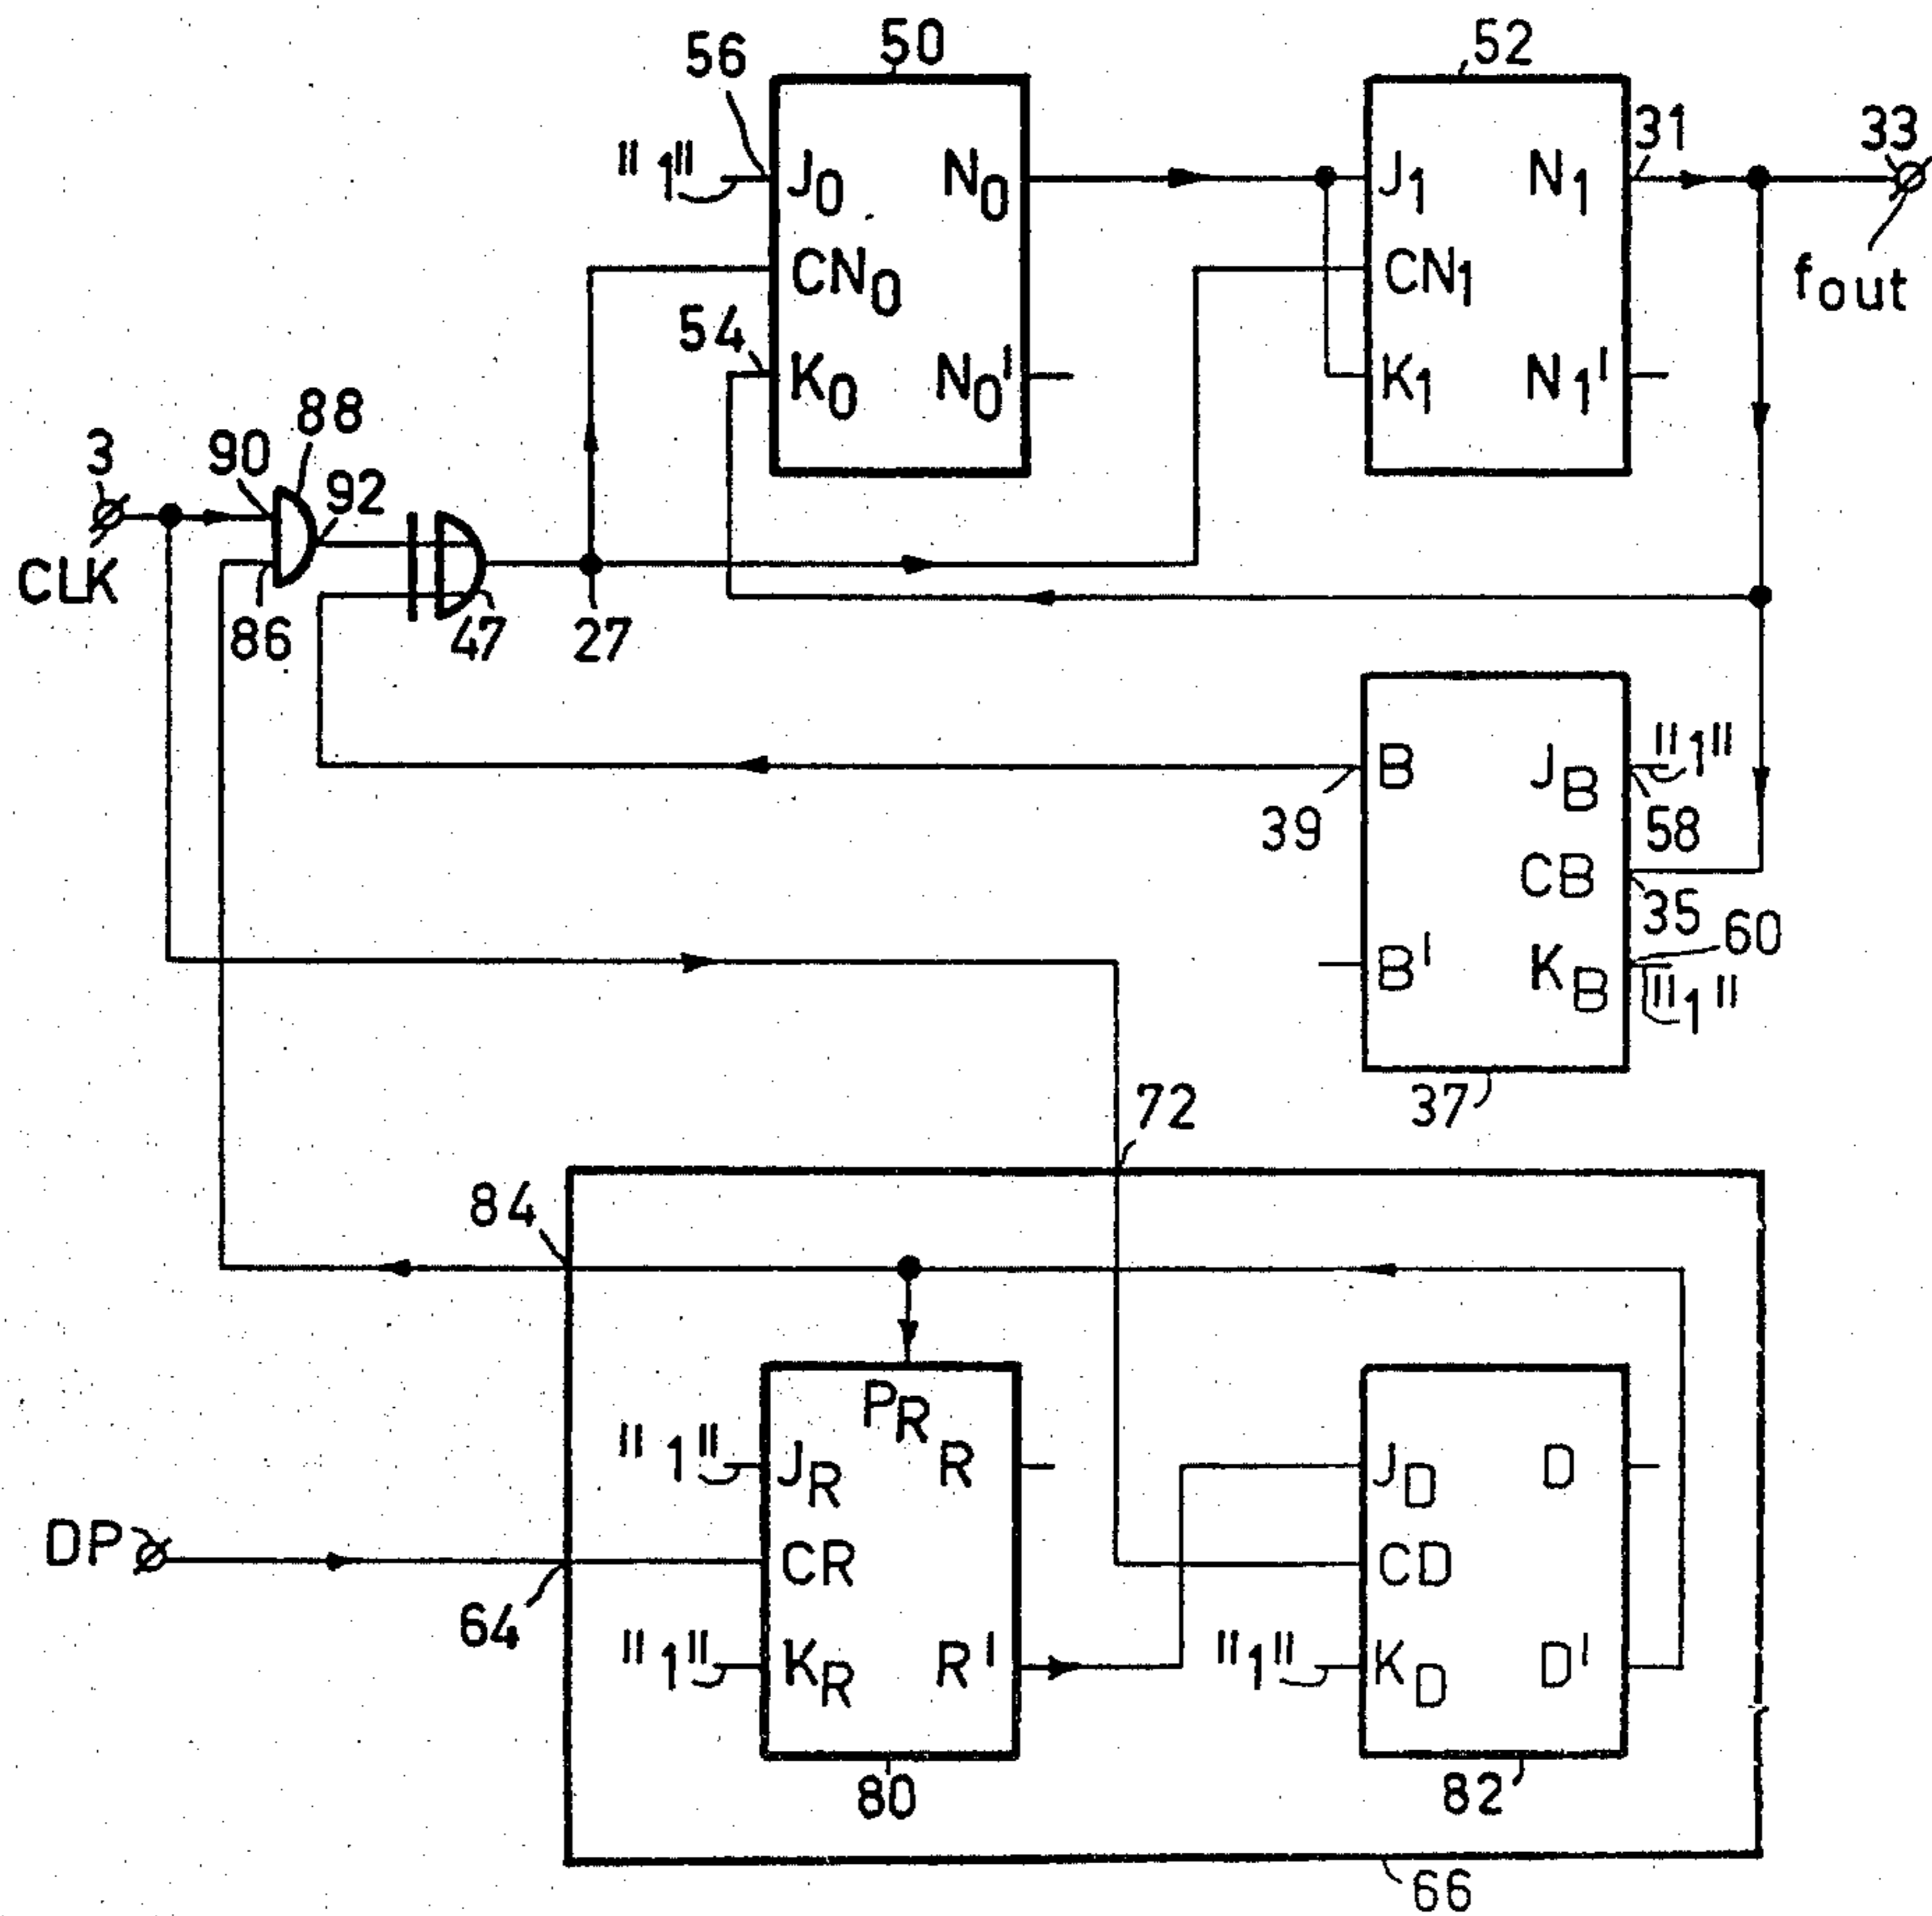 50
52
56
31
33
"1"
J0
N0
J1
N1
CN0
CN1
fout
54
K0
N0'
K1
N1'
88
3
90
92
CLK
86
47
27
B
JB
"1"
39
58
CB
35
60
B'
KB
"1"
37
72
84
PR
"1"
JR
R
JD
D
DP
CR
CD
64
"1"
KR
R'
"1"
KD
D'
80
82
66